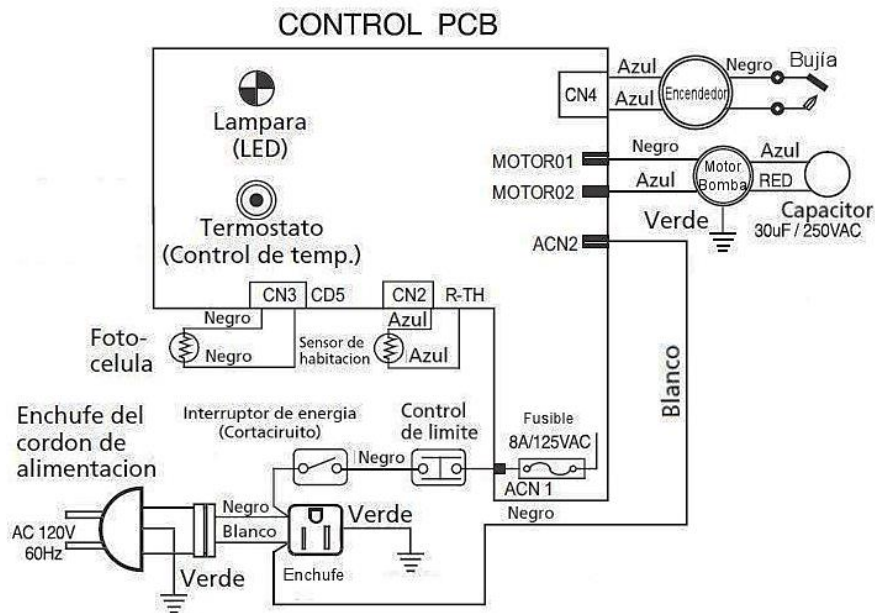 CONTROL PCB
Lampara
(LED)
Termostato
(Control de temp.)
CN4
Azul
Azul
Encendedor
Negro
Bujía
MOTOR01
MOTOR02
Negro
Azul
Motor
Bomba
Azul
RED
Verde
Capacitor
30uF / 250VAC
ACN2
CN3
CD5
CN2
R-TH
Negro
Negro
Foto-
celula
Azul
Azul
Sensor de
habitacion
Blanco
Enchufe del
cordon de
alimentacion
Interruptor de energia
(Cortaciruito)
Control
de limite
Fusible
8A/125VAC
Negro
ACN 1
Negro
AC 120V
60Hz
Negro
Blanco
Verde
Verde
Enchufe